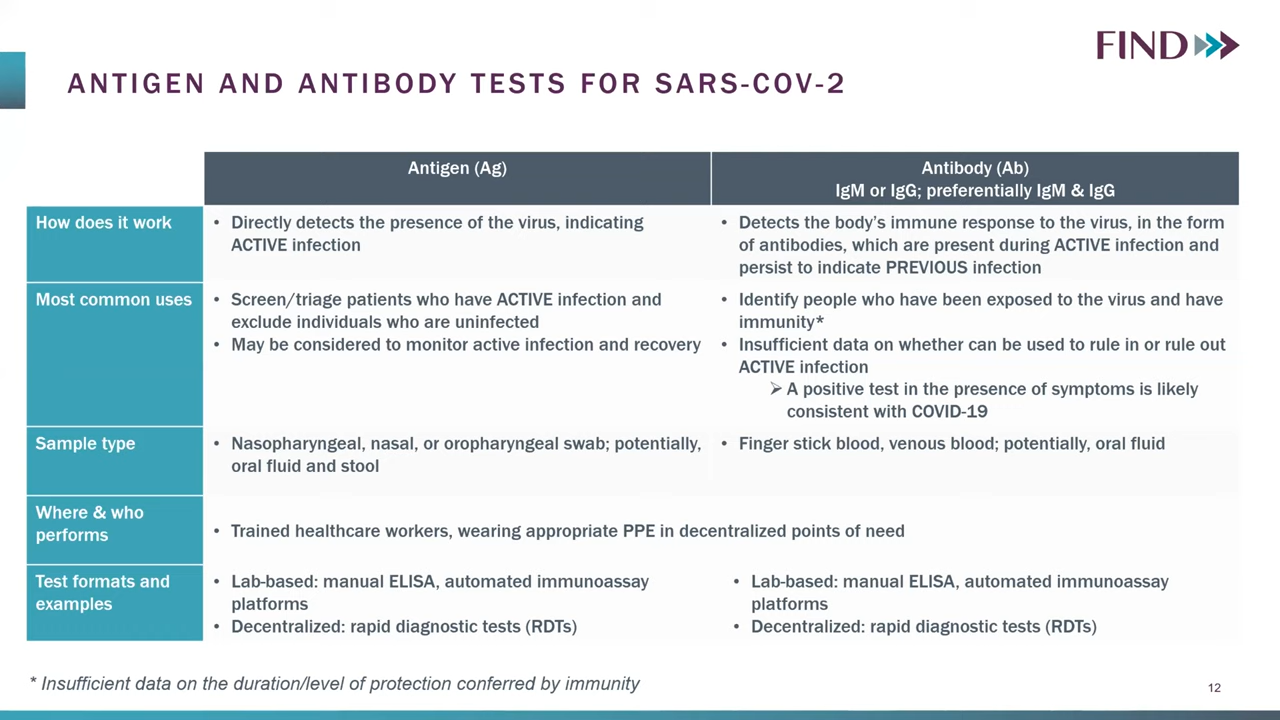 FIND
ANTIGEN AND ANTIBODY TESTS FOR SARS-COV-2
Antigen (Ag)
Antibody (Ab)
IgM or IgG; preferentially IgM & IgG
How does it work
• Directly detects the presence of the virus, indicating
ACTIVE infection
• Detects the body's immune response to the virus, in the form
of antibodies, which are present during ACTIVE infection and
persist to indicate PREVIOUS infection
Most common uses
• Screen/triage patients who have ACTIVE infection and
exclude individuals who are uninfected
• May be considered to monitor active infection and recovery
• Identify people who have been exposed to the virus and have
immunity*
• Insufficient data on whether can be used to rule in or rule out
ACTIVE infection
➢ A positive test in the presence of symptoms is likely
consistent with COVID-19
Sample type
• Nasopharyngeal, nasal, or oropharyngeal swab; potentially,
oral fluid and stool
• Finger stick blood, venous blood; potentially, oral fluid
Where & who
performs
• Trained healthcare workers, wearing appropriate PPE in decentralized points of need
Test formats and
examples
• Lab-based: manual ELISA, automated immunoassay
platforms
• Decentralized: rapid diagnostic tests (RDTs)
• Lab-based: manual ELISA, automated immunoassay
platforms
• Decentralized: rapid diagnostic tests (RDTs)
* Insufficient data on the duration/level of protection conferred by immunity
12